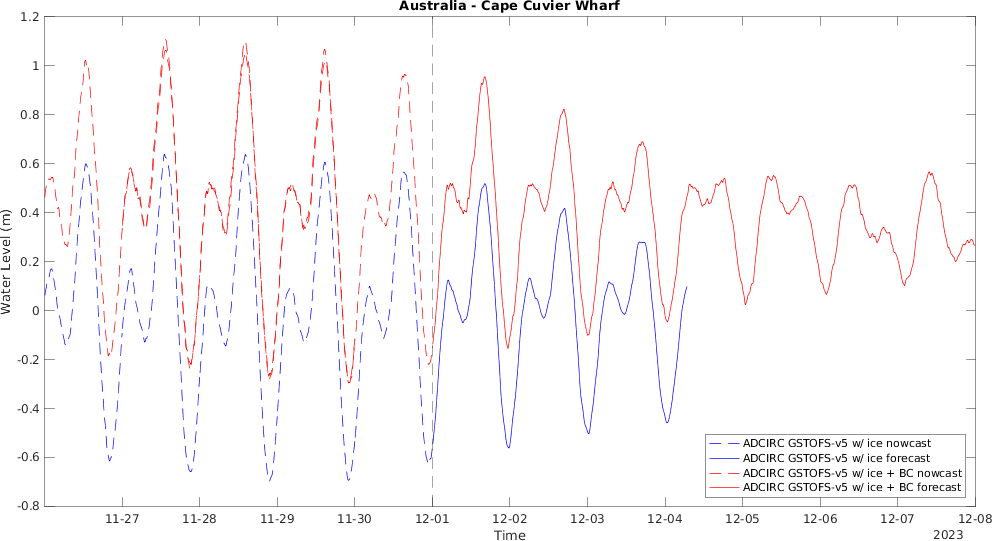 Australia - Cape Cuvier Wharf
1.2
1
0.8
0.6
0.4
0.2
0
-0.2
-0.4
-0.6
-0.8
Water Level (m)
ADCIRC GSTOFS-v5 w/ ice nowcast
ADCIRC GSTOFS-v5 w/ ice forecast
ADCIRC GSTOFS-v5 w/ ice + BC nowcast
ADCIRC GSTOFS-v5 w/ ice + BC forecast
11-27 11-28 11-29 11-30 12-01 12-02 12-03 12-04 12-05 12-06 12-07 12-08
Time
2023